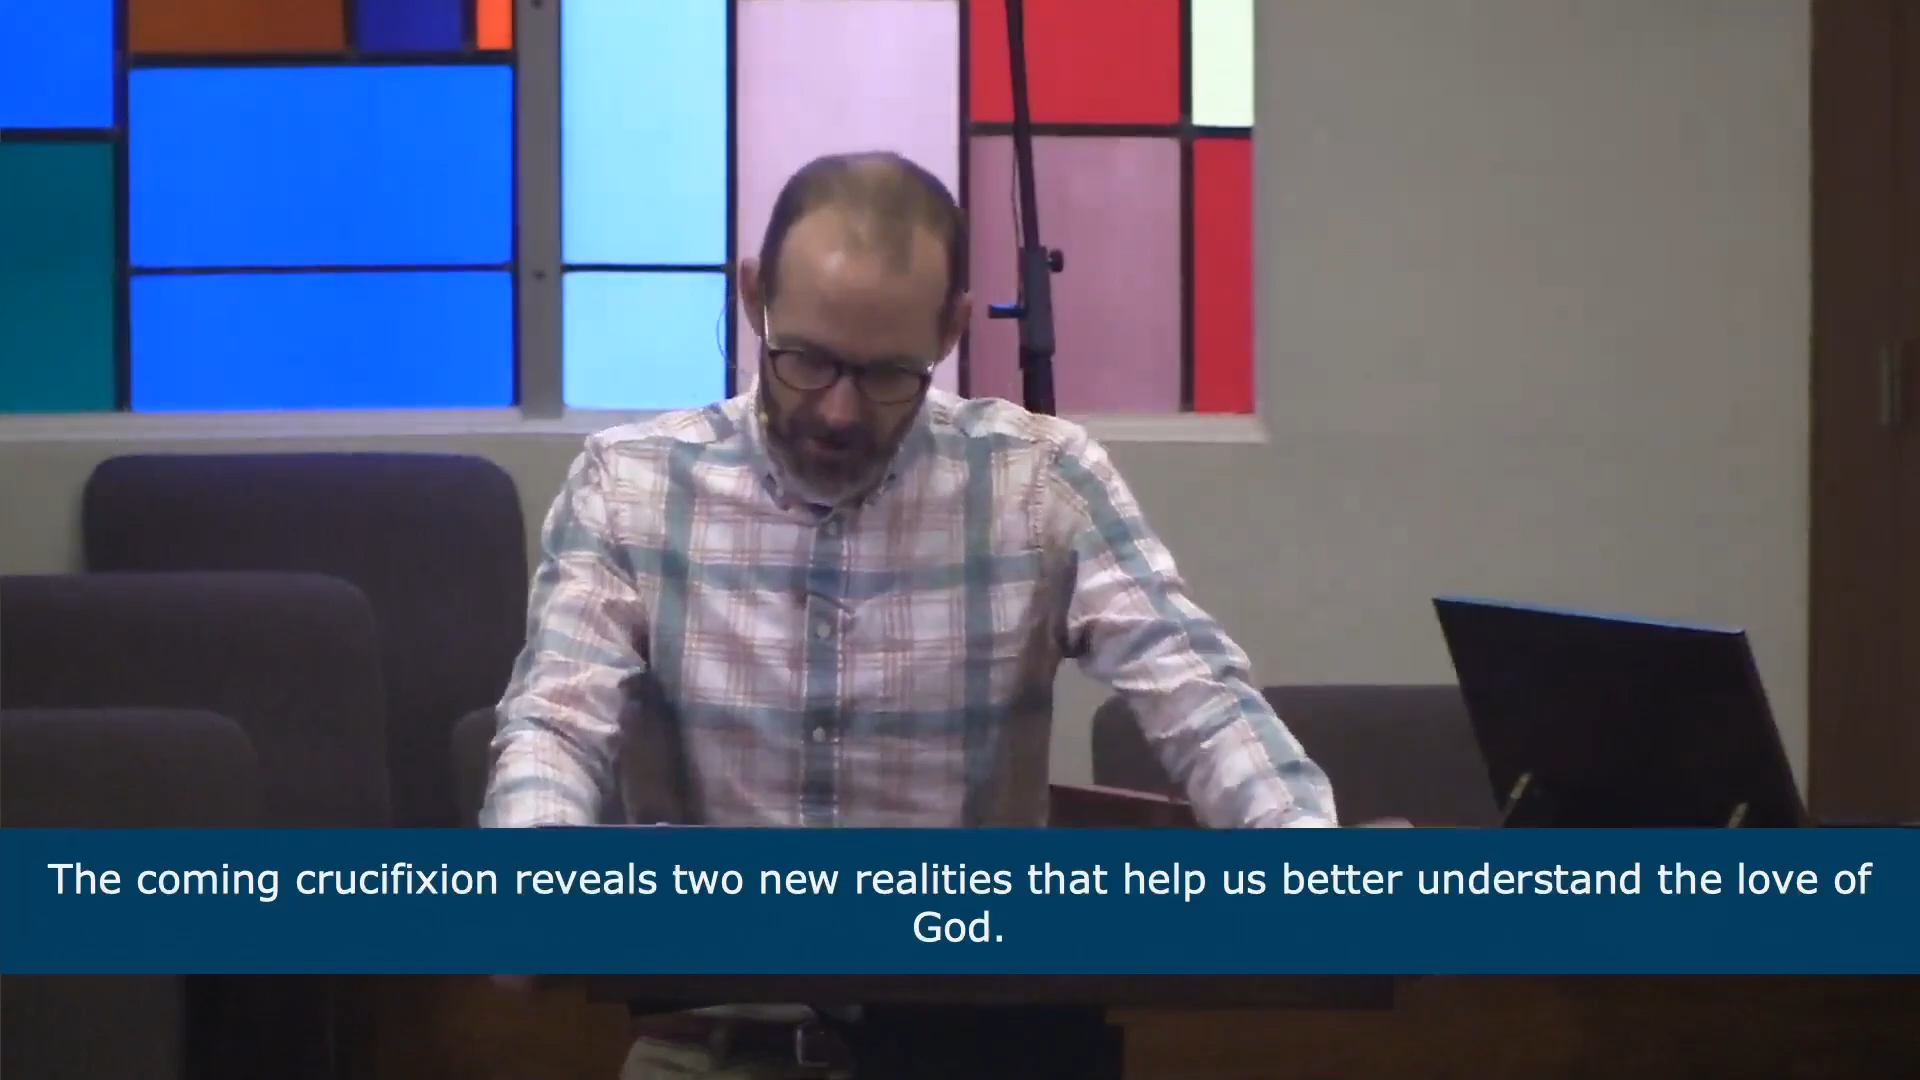 The coming crucifixion reveals two new realities that help us better understand the love of
God.